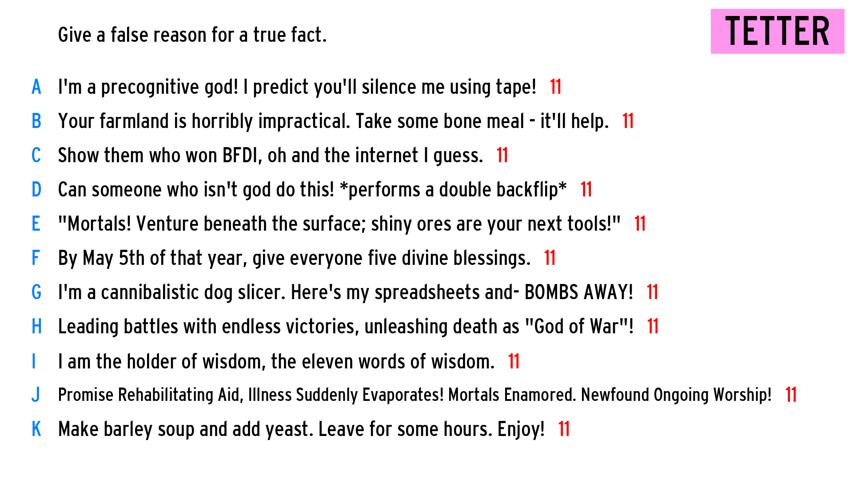 Give a false reason for a true fact.
TETTER
A I'm a precognitive god! I predict you'll silence me using tape! 11
B Your farmland is horribly impractical. Take some bone meal - it'll help. 11
C Show them who won BFDI, oh and the internet I guess. 11
D Can someone who isn't god do this! *performs a double backflip* 11
E "Mortals! Venture beneath the surface; shiny ores are your next tools!" 11
F By May 5th of that year, give everyone five divine blessings. 11
G I'm a cannibalistic dog slicer. Here's my spreadsheets and- BOMBS AWAY! 11
H Leading battles with endless victories, unleashing death as "God of War"! 11
I I am the holder of wisdom, the eleven words of wisdom. 11
J Promise Rehabilitating Aid, Illness Suddenly Evaporates! Mortals Enamored. Newfound Ongoing Worship! 11
K Make barley soup and add yeast. Leave for some hours. Enjoy! 11